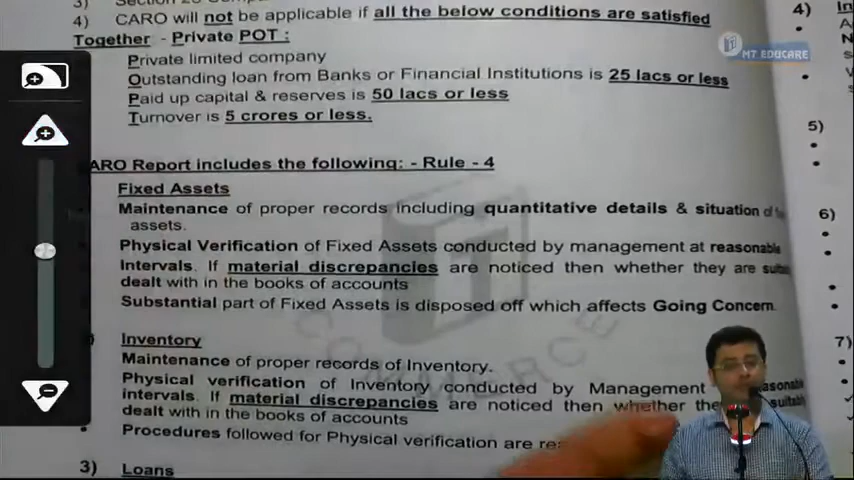 3)
4) CARO will not be applicable if all the below conditions are satisfied
Together - Private POT :
Private limited company
Outstanding loan from Banks or Financial Institutions is 25 lacs or less
Paid up capital & reserves is 50 lacs or less
Turnover is 5 crores or less.
ARO Report includes the following: - Rule - 4
Fixed Assets
Maintenance of proper records including quantitative details & situation of
assets.
Physical Verification of Fixed Assets conducted by management at reasonable
Intervals. If material discrepancies are noticed then whether they are
dealt with in the books of accounts
Substantial part of Fixed Assets is disposed off which affects Going Concern.
Inventory
Maintenance of proper records of Inventory.
Physical verification of Inventory conducted by Management
intervals. If material discrepancies are noticed then whether
dealt with in the books of accounts
Procedures followed for Physical verification are
3) Loans
4)
5)
6)
7)
MT EDUCARE
COMMERCE